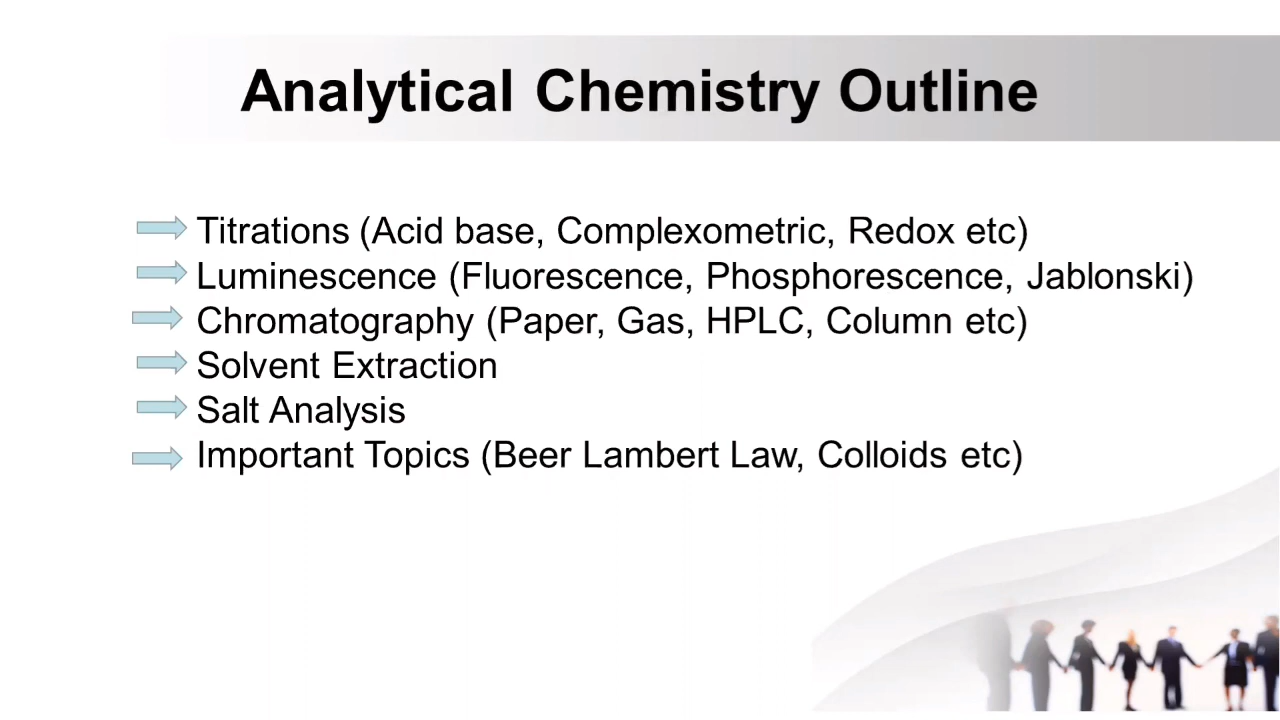 Analytical Chemistry Outline
Titrations (Acid base, Complexometric, Redox etc)
Luminescence (Fluorescence, Phosphorescence, Jablonski)
Chromatography (Paper, Gas, HPLC, Column etc)
Solvent Extraction
Salt Analysis
Important Topics (Beer Lambert Law, Colloids etc)